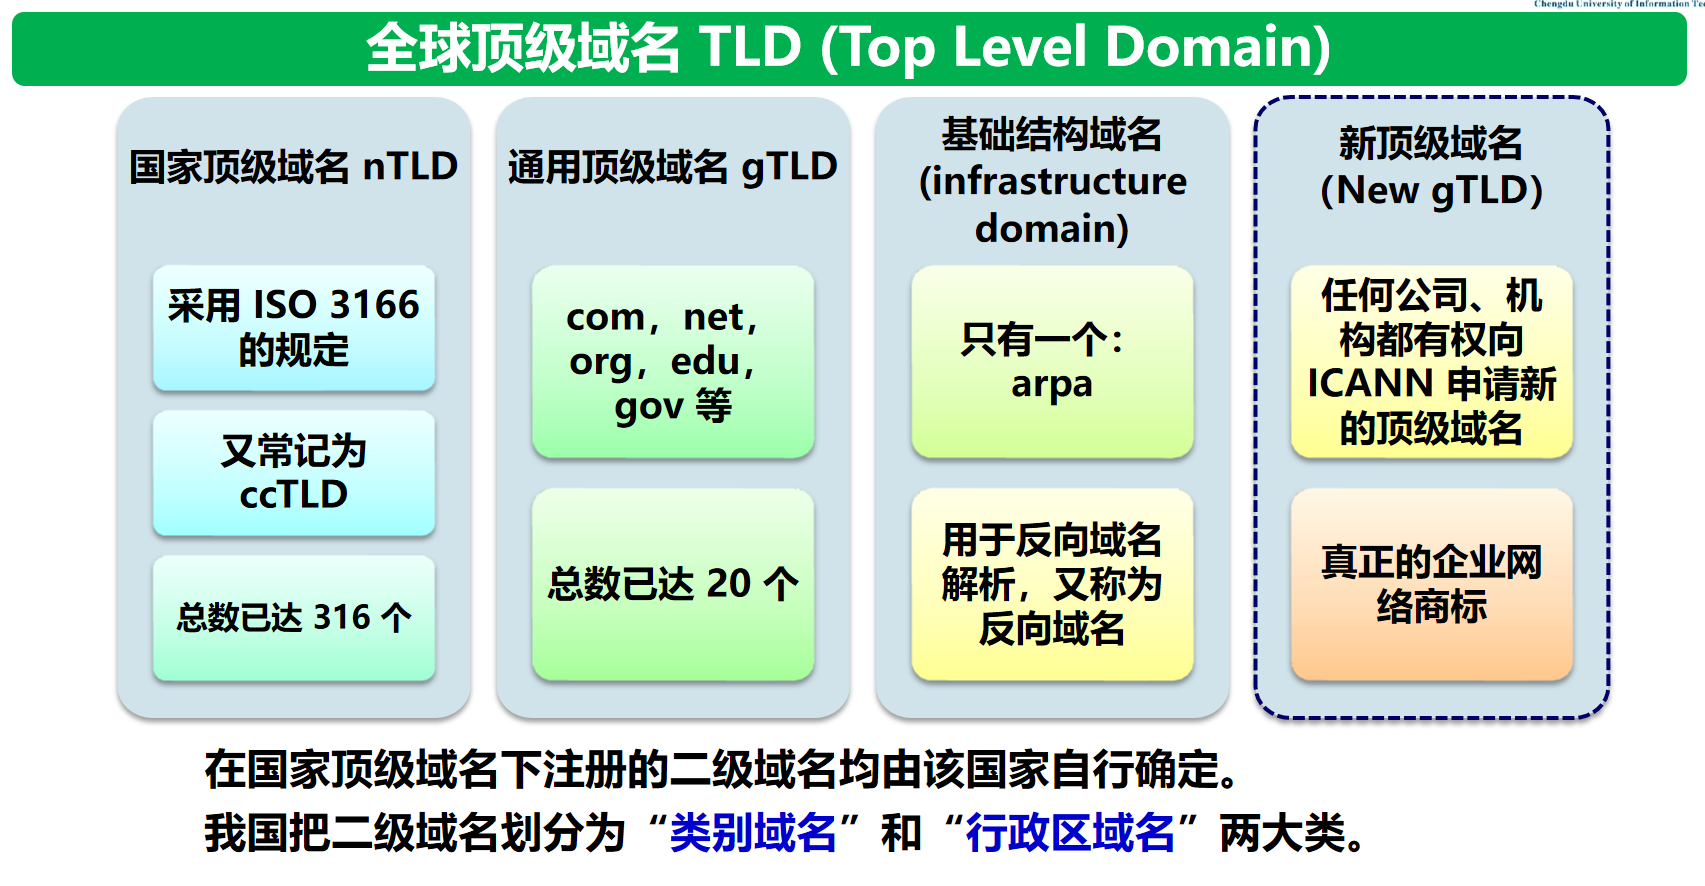 Chengdu University of Information Tec
全球顶级域名 TLD (Top Level Domain)
国家顶级域名 nTLD
采用 ISO 3166
的规定
又常记为
ccTLD
总数已达 316 个
通用顶级域名 gTLD
com，net，
org，edu，
gov 等
总数已达 20 个
基础结构域名
(infrastructure
domain)
只有一个：
arpa
用于反向域名
解析，又称为
反向域名
新顶级域名
（New gTLD）
任何公司、机
构都有权向
ICANN 申请新
的顶级域名
真正的企业网
络商标
在国家顶级域名下注册的二级域名均由该国家自行确定。
我国把二级域名划分为“类别域名”和“行政区域名”两大类。